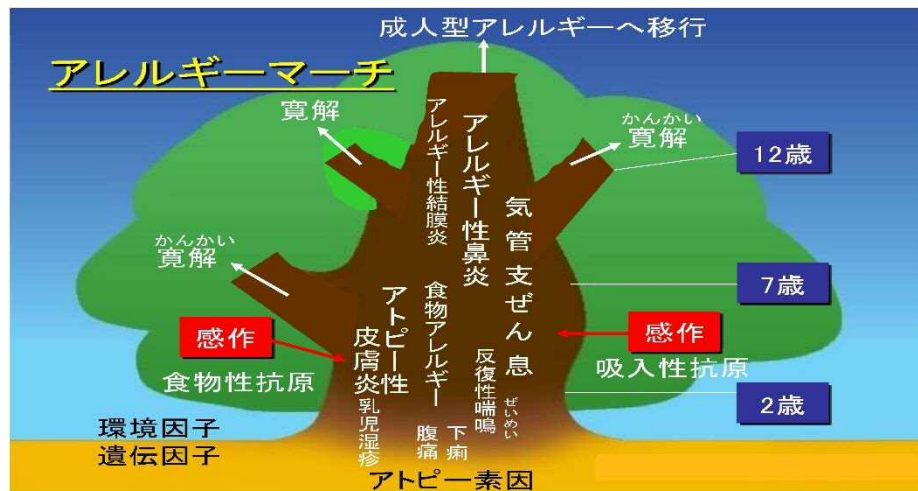 成人型アレルギーへ移行
アレルギーマーチ
寛解
かんかい
寛解
12歳
かんかい
寛解
7歳
感作
食物性抗原
感作
吸入性抗原
2歳
アレルギー性結膜炎
アレルギー性鼻炎
気管支ぜん息
食物アレルギー
アトピー性
皮膚炎
乳児湿疹
腹痛
下痢
反復性喘鳴
ぜいめい
環境因子
遺伝因子
アトピー素因